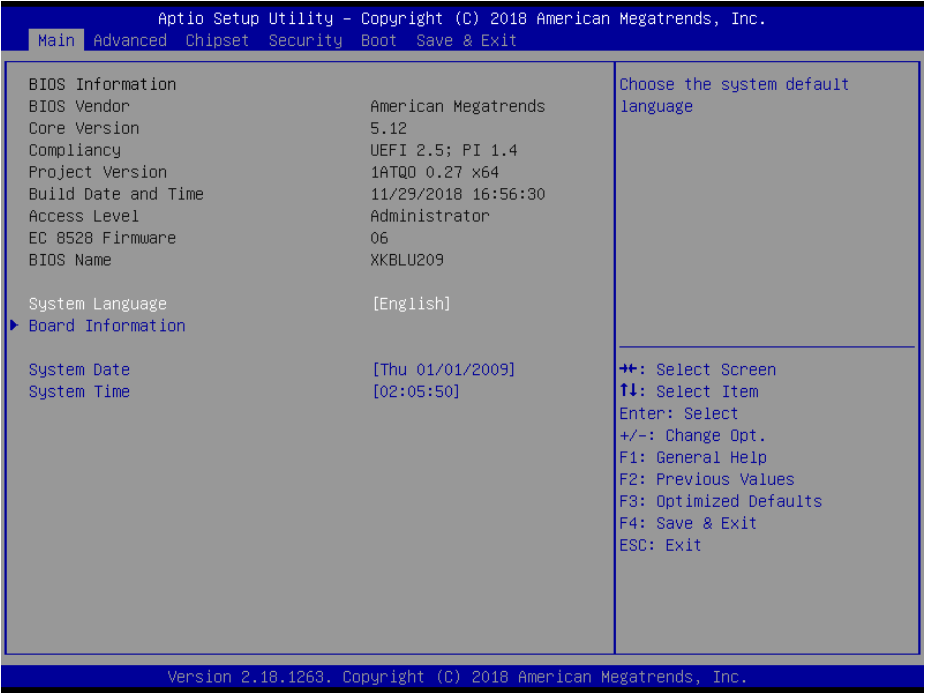 Aptio Setup Utility – Copyright (C) 2018 American Megatrends, Inc.
Main Advanced Chipset Security Boot Save & Exit
BIOS Information
BIOS Vendor American Megatrends
Core Version 5.12
Compliancy UEFI 2.5; PI 1.4
Project Version 1ATQO 0.27 x64
Build Date and Time 11/29/2018 16:56:30
Access Level Administrator
EC 8528 Firmware 06
BIOS Name XKBLU209
System Language [English]
Board Information
System Date [Thu 01/01/2009]
System Time [02:05:50]
Choose the system default
language
→←: Select Screen
↑↓: Select Item
Enter: Select
+/–: Change Opt.
F1: General Help
F2: Previous Values
F3: Optimized Defaults
F4: Save & Exit
ESC: Exit
Version 2.18.1263. Copyright (C) 2018 American Megatrends, Inc.